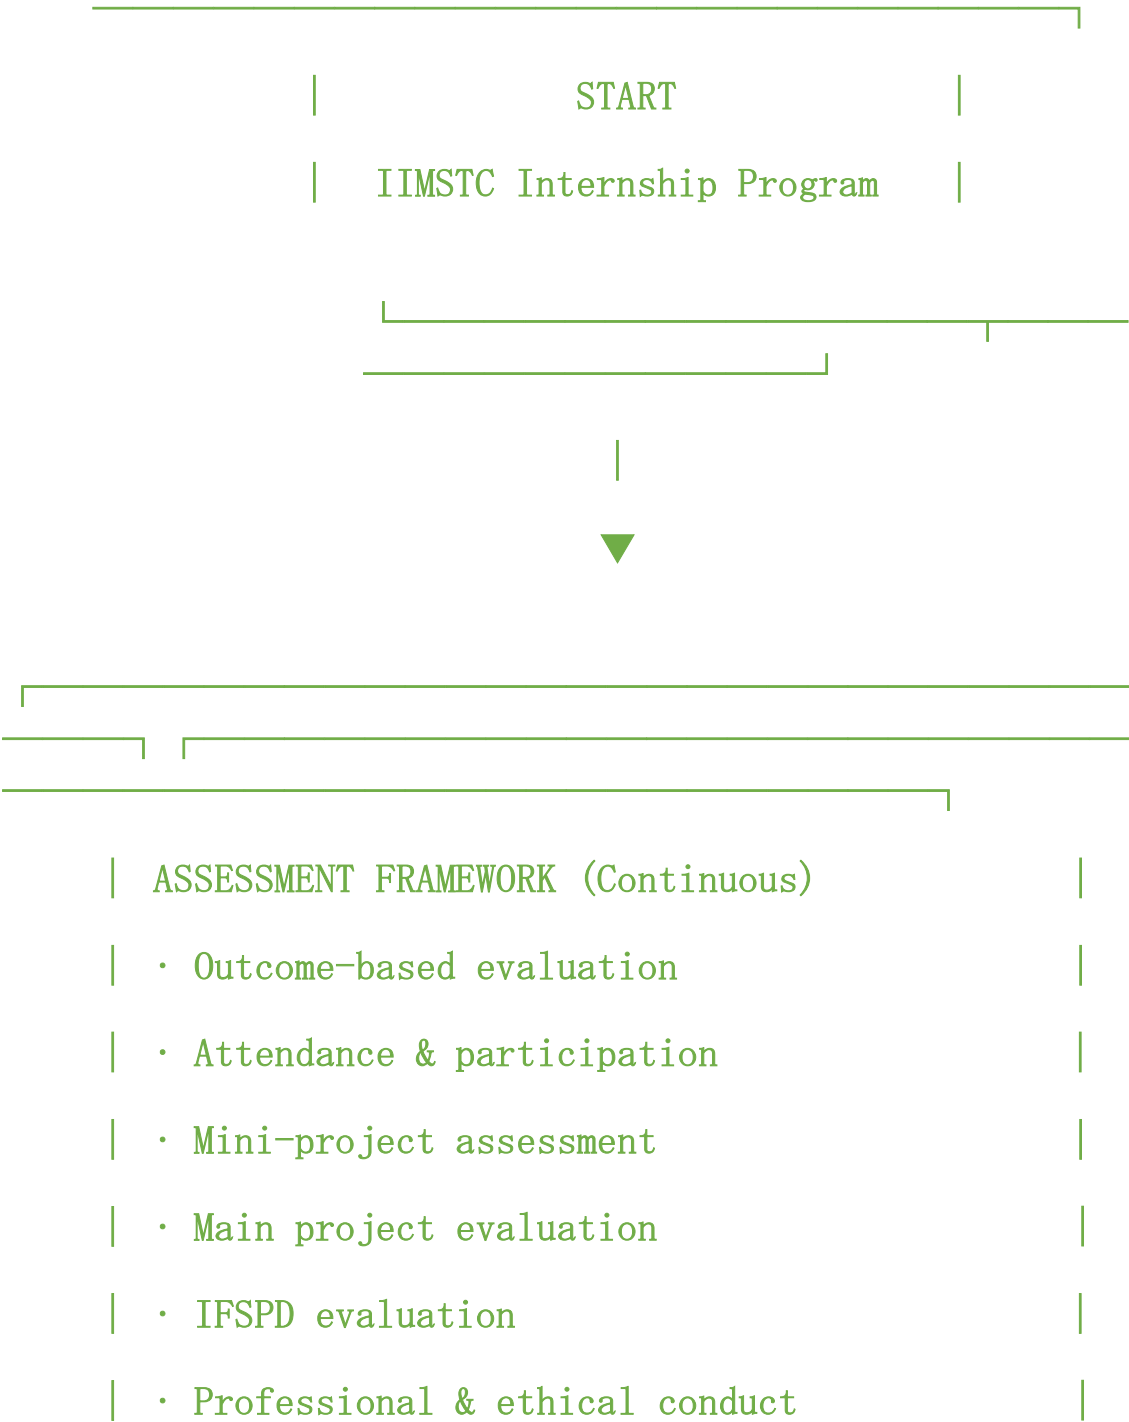 START
IIMSTC Internship Program
▼
ASSESSMENT FRAMEWORK (Continuous)
· Outcome-based evaluation
· Attendance & participation
· Mini-project assessment
· Main project evaluation
· IFSPD evaluation
· Professional & ethical conduct